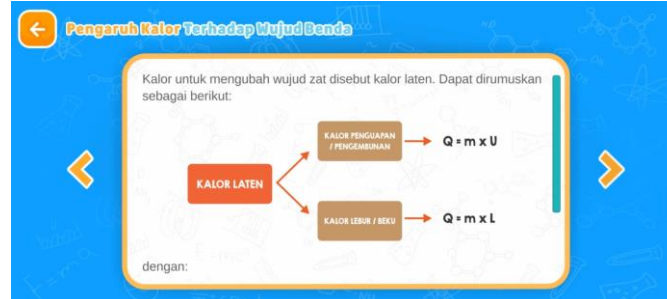 Pengaruh Kalor Terhadap Wujud Benda
Kalor untuk mengubah wujud zat disebut kalor laten. Dapat dirumuskan
sebagai berikut:
KALOR PENGUAPAN
/ PENGEMBUNAN
Q = m x U
KALOR LATEN
KALOR LEBUR / BEKU
Q = m x L
dengan: